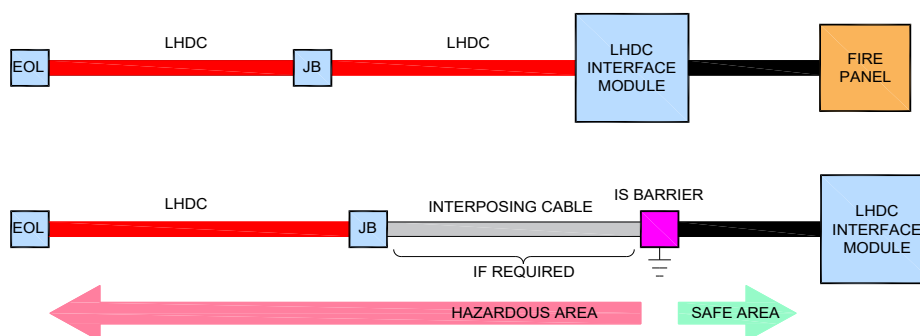 LHDC
LHDC
EOL
JB
LHDC
INTERFACE
MODULE
FIRE
PANEL
LHDC
INTERPOSING CABLE
IS BARRIER
EOL
JB
LHDC
INTERFACE
MODULE
IF REQUIRED
HAZARDOUS AREA
SAFE AREA